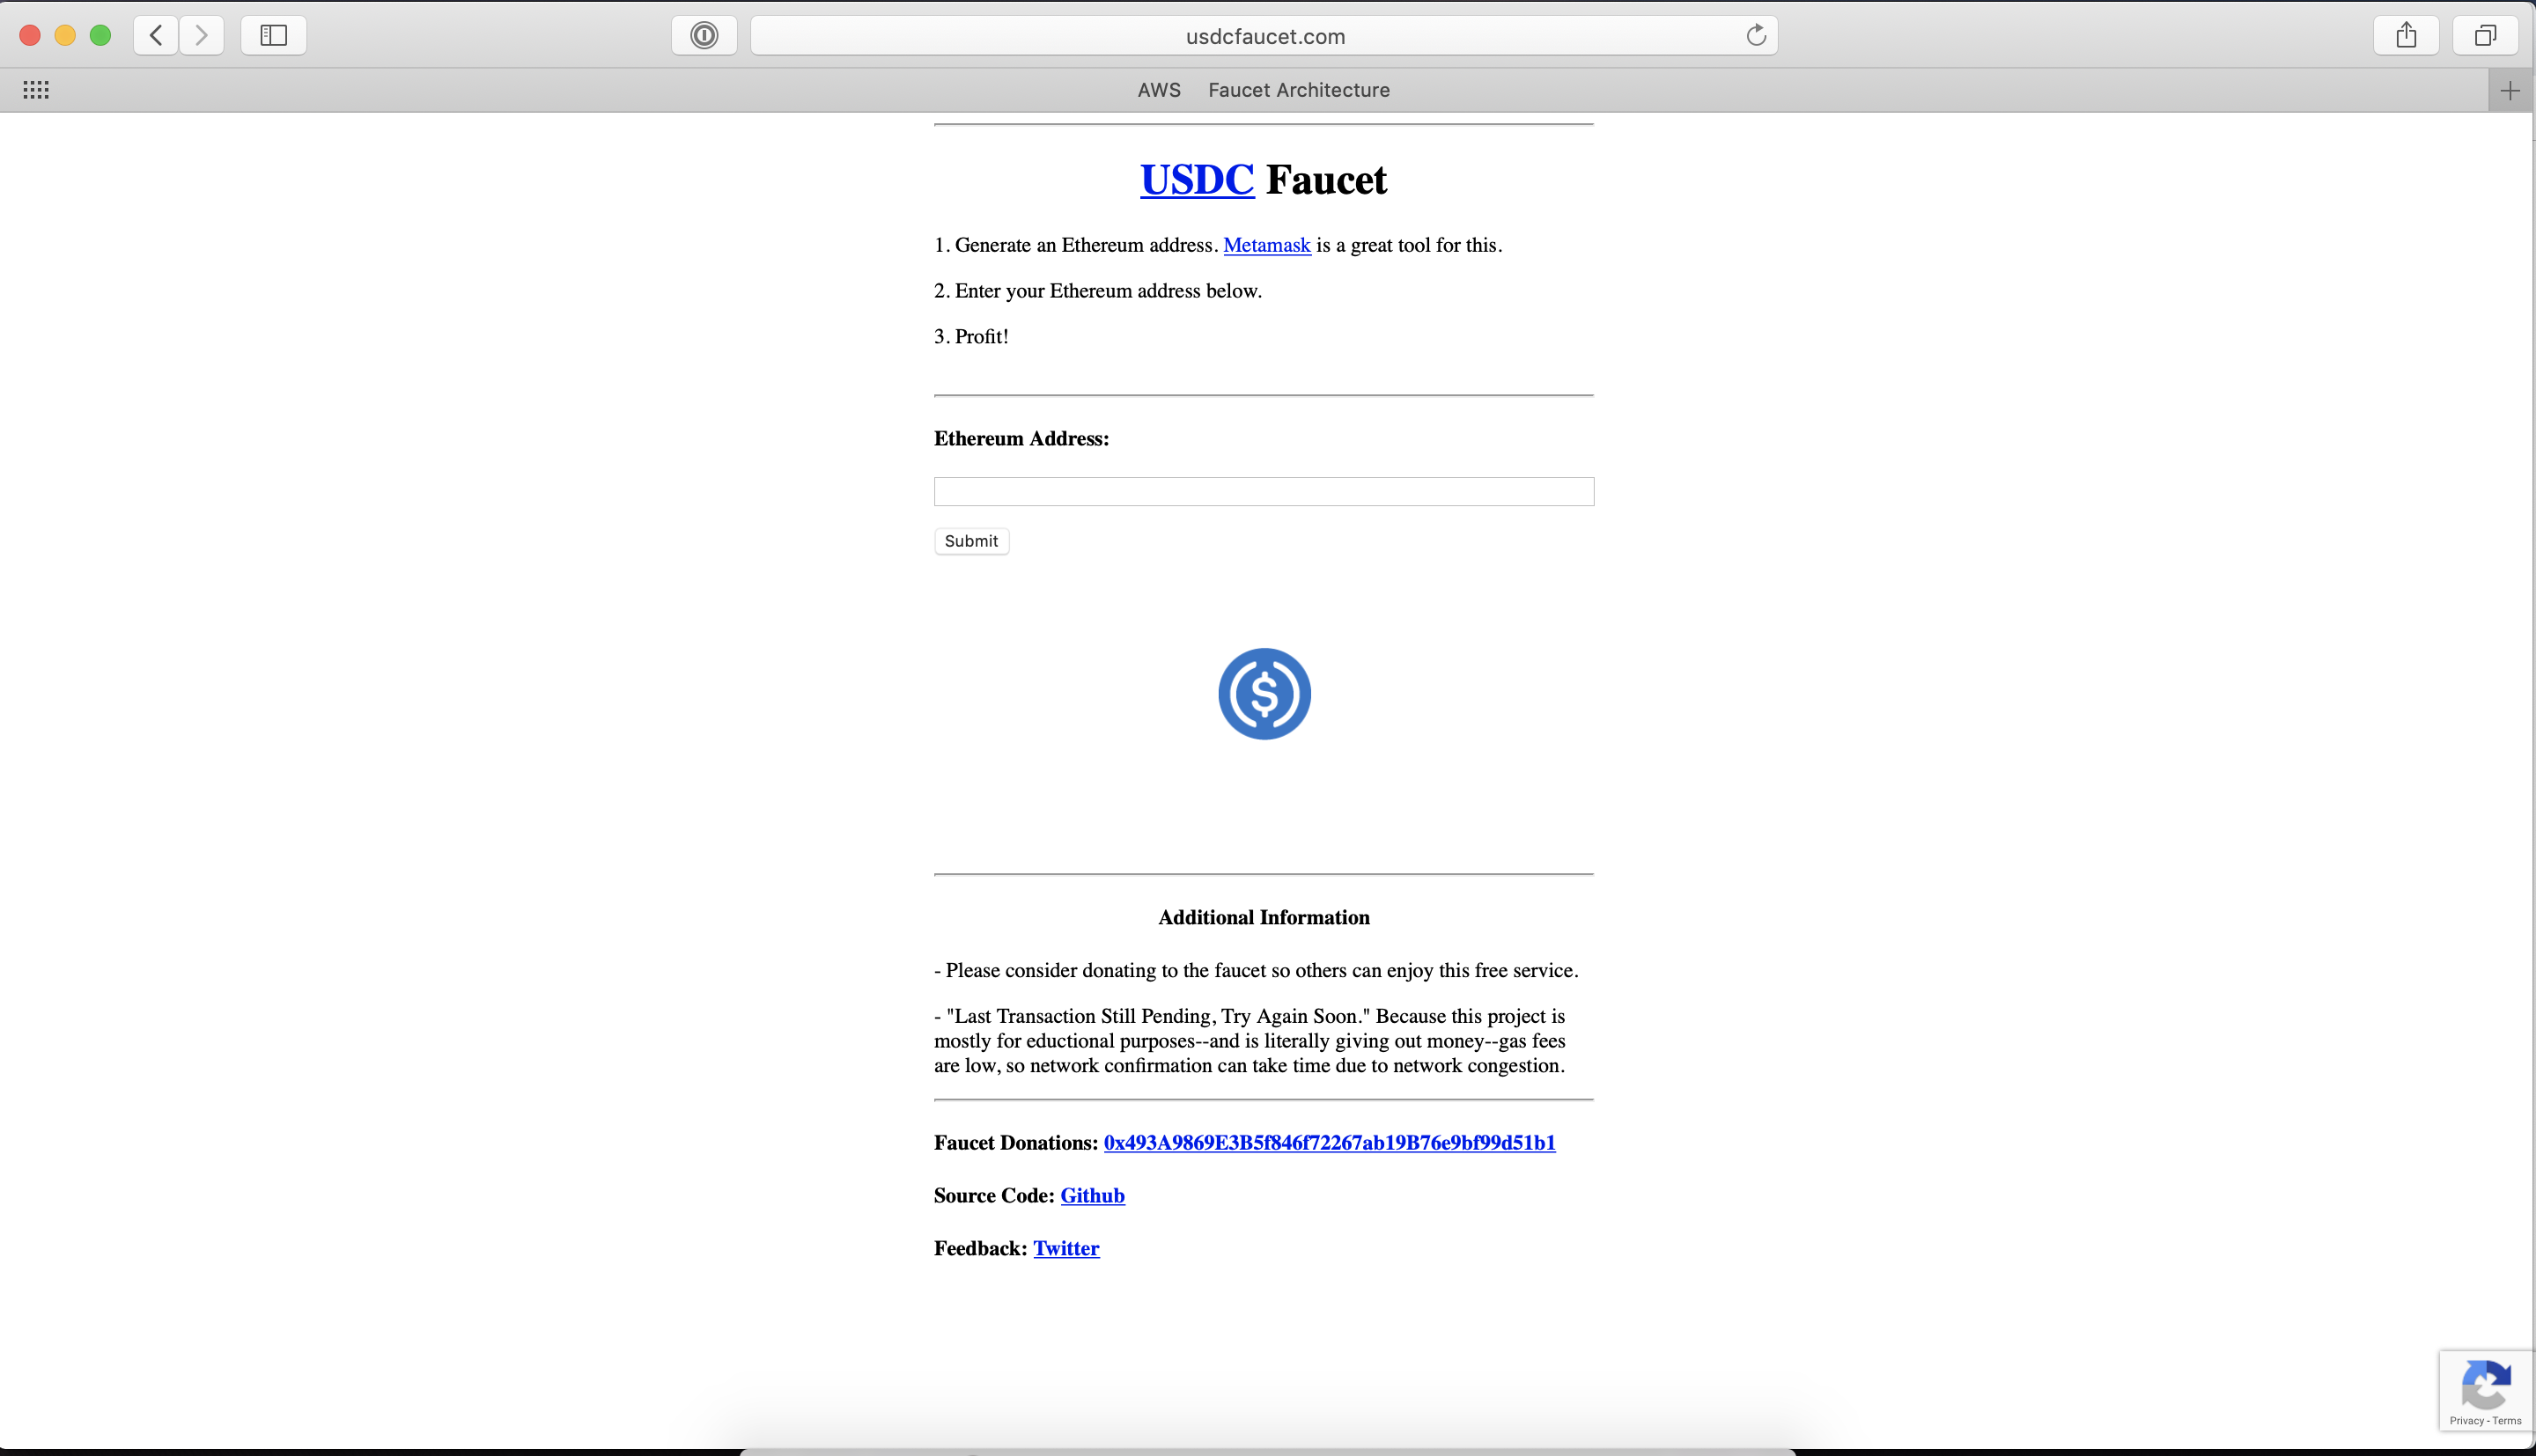 usdcfaucet.com
AWS Faucet Architecture
USDC Faucet
1. Generate an Ethereum address. Metamask is a great tool for this.
2. Enter your Ethereum address below.
3. Profit!
Ethereum Address:
Submit
$
Additional Information
- Please consider donating to the faucet so others can enjoy this free service.
- "Last Transaction Still Pending, Try Again Soon." Because this project is
mostly for eductional purposes--and is literally giving out money--gas fees
are low, so network confirmation can take time due to network congestion.
Faucet Donations: 0x493A9869E3B5f846f72267ab19B76e9bf99d51b1
Source Code: Github
Feedback: Twitter
Privacy - Terms